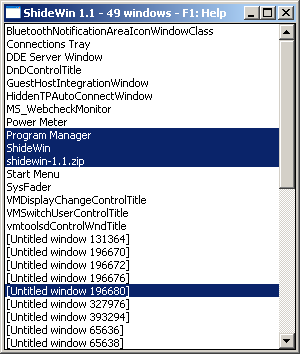 ShideWin 1.1 - 49 windows - F1: Help
BluetoothNotificationAreaIconWindowClass
Connections Tray
DDE Server Window
DnDControlTitle
GuestHostIntegrationWindow
HiddenTPAutoConnectWindow
MS_WebcheckMonitor
Power Meter
Program Manager
ShideWin
shidewin-1.1.zip
Start Menu
SysFader
VMDisplayChangeControlTitle
VMSwitchUserControlTitle
vmtoolsdControlWndTitle
[Untitled window 131364]
[Untitled window 196670]
[Untitled window 196672]
[Untitled window 196676]
[Untitled window 196680]
[Untitled window 327976]
[Untitled window 393294]
[Untitled window 65636]
[Untitled window 65638]